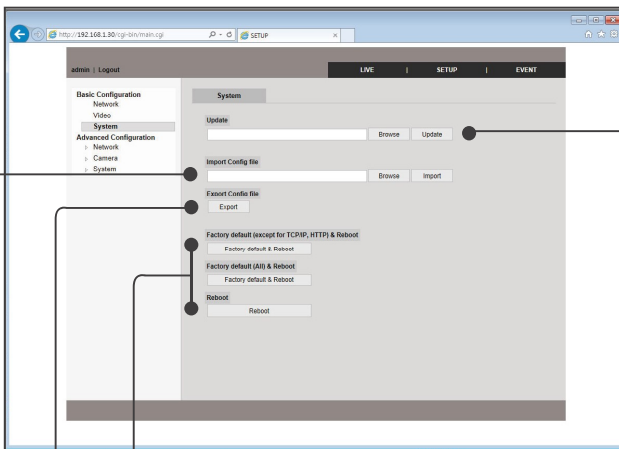 http://192.168.1.30/cgi-bin/main.cgi
SETUP
admin | Logout
LIVE | SETUP | EVENT
Basic Configuration
Network
Video
System
Advanced Configuration
Network
Camera
System
System
Update
Browse
Update
Import Config file
Browse
Import
Export Config file
Export
Factory default (except for TCP/IP, HTTP) & Reboot
Factory default & Reboot
Factory default (All) & Reboot
Factory default & Reboot
Reboot
Reboot